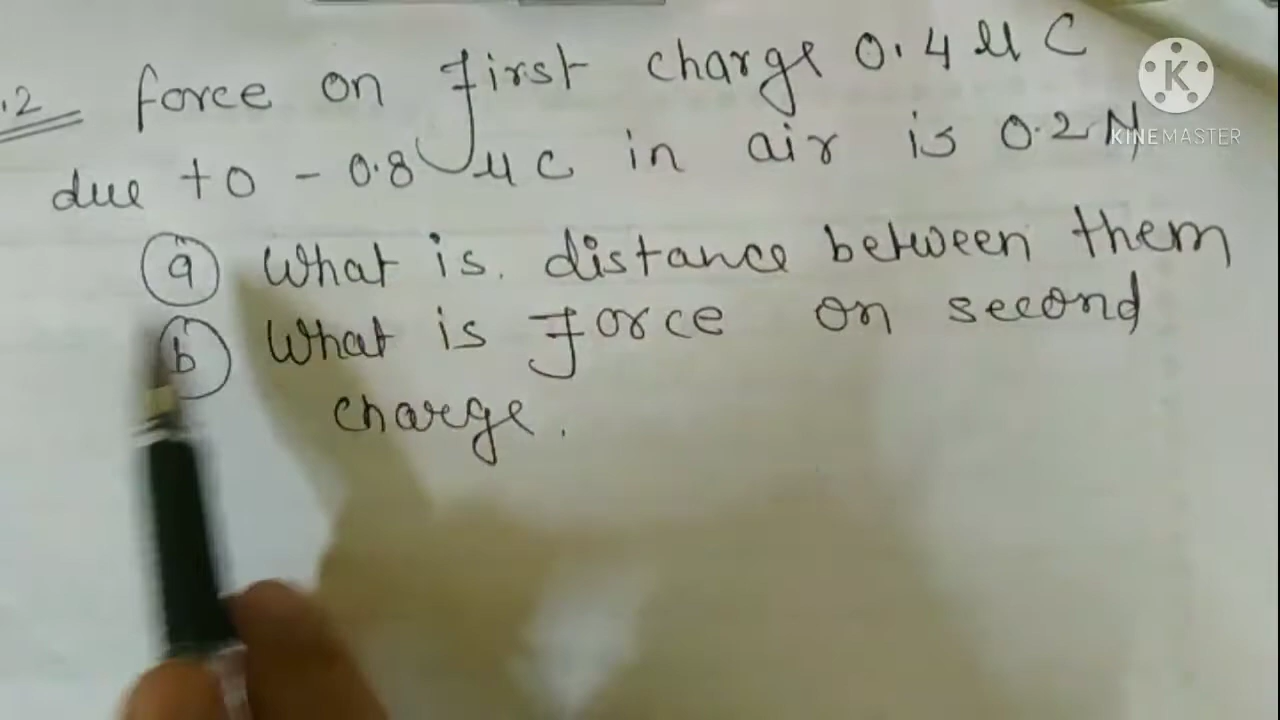 .2 force on first charge 0.4 μC
due to - 0.8 μC in air is 0.2 N
(a) What is. distance between them
(b) What is force on second
charge.
K
KINEMASTER